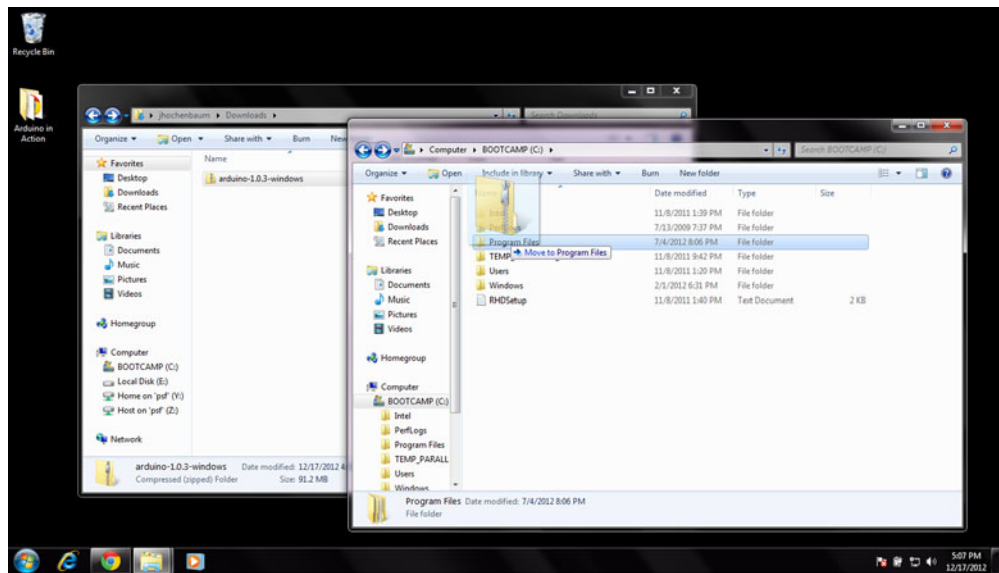 Recycle Bin
Arduino in
Action
jhochenbaum ▸ Downloads ▸
Search Downloads
Organize
Open
Share with
Burn
New
Favorites
Desktop
Downloads
Recent Places
Libraries
Documents
Music
Pictures
Videos
Homegroup
Computer
BOOTCAMP (C:)
Local Disk (E:)
Home on 'psf' (Y:)
Host on 'psf' (Z:)
Network
Name
arduino-1.0.3-windows
arduino-1.0.3-windows Date modified: 12/17/2012 4:
Compressed (zipped) Folder Size: 91.2 MB
Computer ▸ BOOTCAMP (C:) ▸
Search BOOTCAMP (C:)
Organize
Open
Include in library
Share with
Burn
New folder
Favorites
Desktop
Downloads
Recent Places
Libraries
Documents
Music
Pictures
Videos
Homegroup
Computer
BOOTCAMP (C:)
Intel
PerfLogs
Program Files
TEMP_PARALL
Users
Windows
Date modified Type Size
11/8/2011 1:39 PM File folder
7/13/2009 7:37 PM File folder
Program Files 7/4/2012 8:06 PM File folder
TEMP 11/8/2011 9:42 PM File folder
Move to Program Files
Users 11/8/2011 1:20 PM File folder
Windows 2/1/2012 6:31 PM File folder
RHDSetup 11/8/2011 1:40 PM Text Document 2 KB
Program Files Date modified: 7/4/2012 8:06 PM
File folder
5:07 PM
12/17/2012